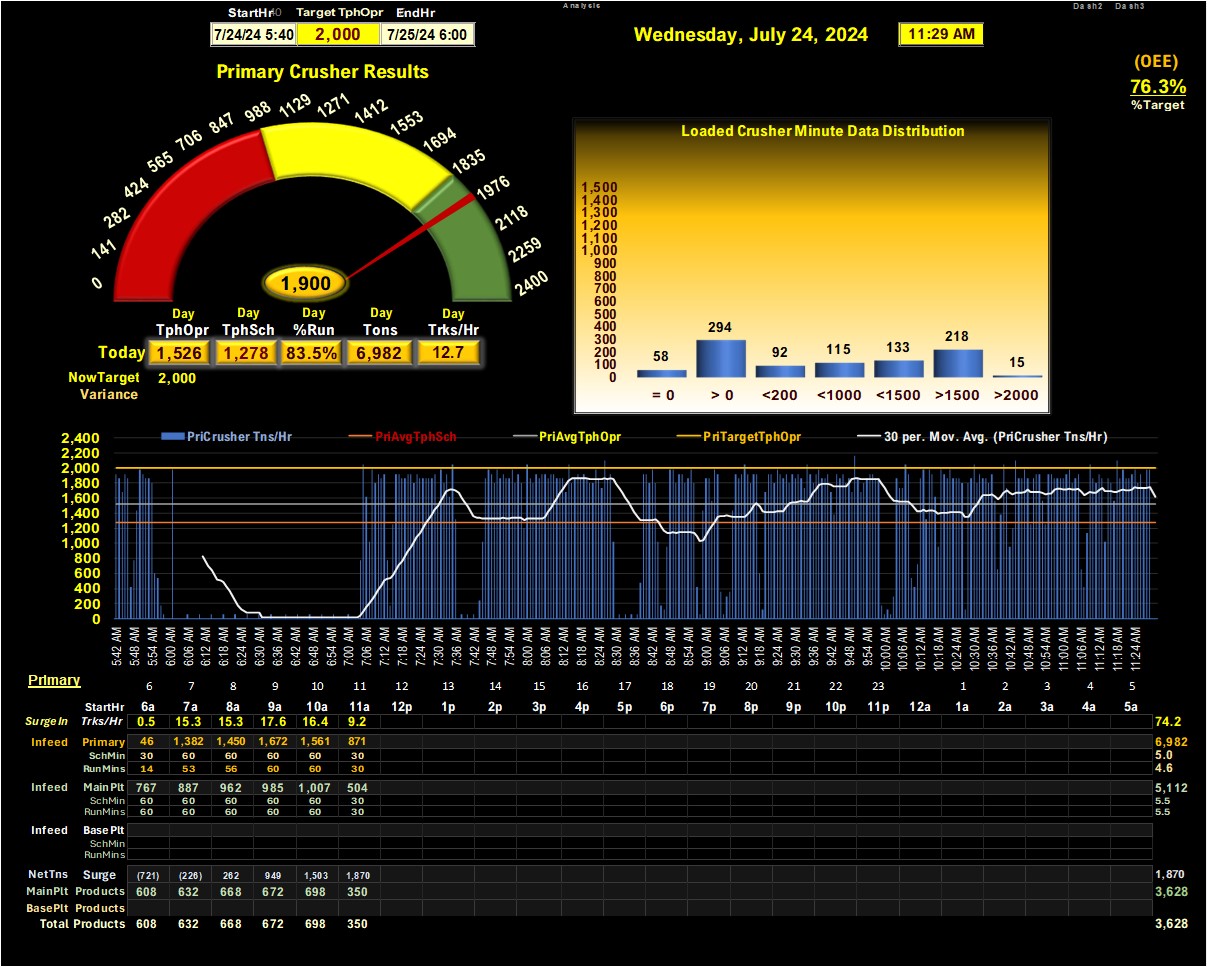 Analysis Dash2 Dash3
StartHr Target TphOpr EndHr
7/24/24 5:40 2,000 7/25/24 6:00
Wednesday, July 24, 2024 11:29 AM
(OEE)
76.3%
%Target
Primary Crusher Results
0 141 282 424 565 706 847 988 1129 1271 1412 1553 1694 1835 1976 2118 2259 2400
1,900
Day Day Day Day Day
TphOpr TphSch %Run Tons Trks/Hr
Today 1,526 1,278 83.5% 6,982 12.7
NowTarget 2,000
Variance
Loaded Crusher Minute Data Distribution
1,500
1,400
1,300
1,200
1,100
1,000
900
800
700
600
500
400
300
200
100
0
58 294 92 115 133 218 15
= 0 > 0 <200 <1000 <1500 >1500 >2000
PriCrusher Tns/Hr PriAvgTphSch PriAvgTphOpr PriTargetTphOpr 30 per. Mov. Avg. (PriCrusher Tns/Hr)
2,400
2,200
2,000
1,800
1,600
1,400
1,200
1,000
800
600
400
200
0
5:42 AM 5:48 AM 5:54 AM 6:00 AM 6:06 AM 6:12 AM 6:18 AM 6:24 AM 6:30 AM 6:36 AM 6:42 AM 6:48 AM 6:54 AM 7:00 AM 7:06 AM 7:12 AM 7:18 AM 7:24 AM 7:30 AM 7:36 AM 7:42 AM 7:48 AM 7:54 AM 8:00 AM 8:06 AM 8:12 AM 8:18 AM 8:24 AM 8:30 AM 8:36 AM 8:42 AM 8:48 AM 8:54 AM 9:00 AM 9:06 AM 9:12 AM 9:18 AM 9:24 AM 9:30 AM 9:36 AM 9:42 AM 9:48 AM 9:54 AM 10:00 AM 10:06 AM 10:12 AM 10:18 AM 10:24 AM 10:30 AM 10:36 AM 10:42 AM 10:48 AM 10:54 AM 11:00 AM 11:06 AM 11:12 AM 11:18 AM 11:24 AM
Primary
6 7 8 9 10 11 12 13 14 15 16 17 18 19 20 21 22 23 1 2 3 4 5
StartHr 6a 7a 8a 9a 10a 11a 12p 1p 2p 3p 4p 5p 6p 7p 8p 9p 10p 11p 12a 1a 2a 3a 4a 5a
SurgeIn Trks/Hr 0.5 15.3 15.3 17.6 16.4 9.2 74.2
Infeed Primary 46 1,382 1,450 1,672 1,561 871 6,982
SchMin 30 60 60 60 60 30 5.0
RunMins 14 53 56 60 60 30 4.6
Infeed MainPlt 767 887 962 985 1,007 504 5,112
SchMin 60 60 60 60 60 30 5.5
RunMins 60 60 60 60 60 30 5.5
Infeed BasePlt
SchMin
RunMins
NetTns Surge (721) (226) 262 949 1,503 1,870 1,870
MainPlt Products 608 632 668 672 698 350 3,628
BasePlt Products
Total Products 608 632 668 672 698 350 3,628